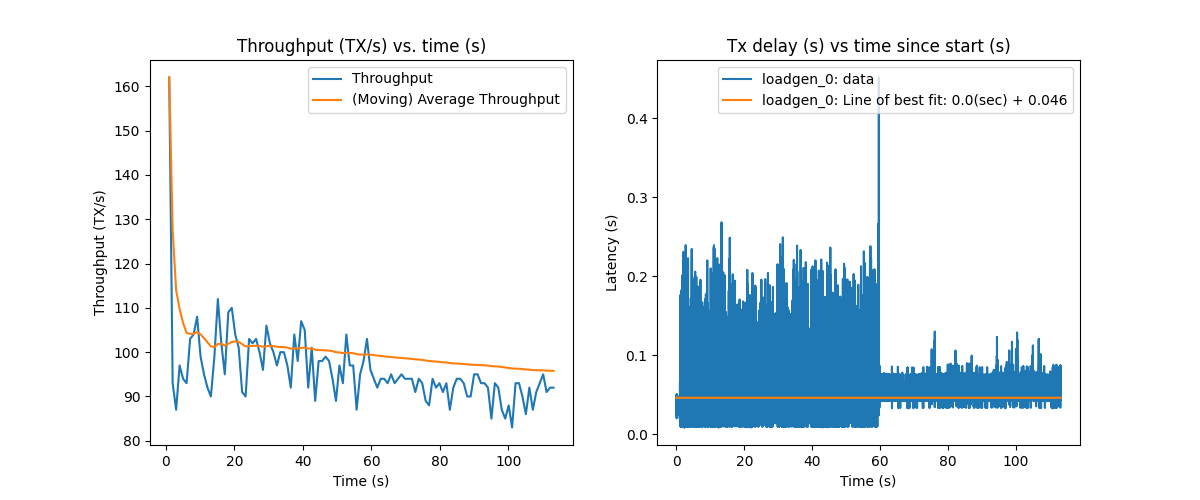 Throughput (TX/s) vs. time (s)
Throughput (TX/s)
160
150
140
130
120
110
100
90
80
Throughput
(Moving) Average Throughput
0
20
40
60
80
100
Time (s)
Tx delay (s) vs time since start (s)
Latency (s)
0.4
0.3
0.2
0.1
0.0
loadgen_0: data
loadgen_0: Line of best fit: 0.0(sec) + 0.046
0
20
40
60
80
100
Time (s)